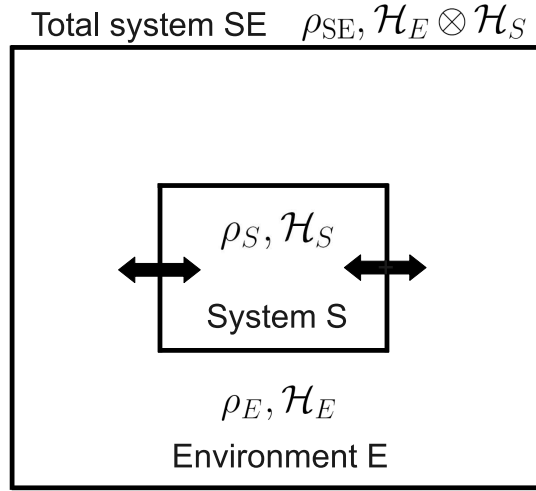 Total system SE ρ_SE, ℋ_E ⊗ ℋ_S
ρ_S, ℋ_S
System S
ρ_E, ℋ_E
Environment E